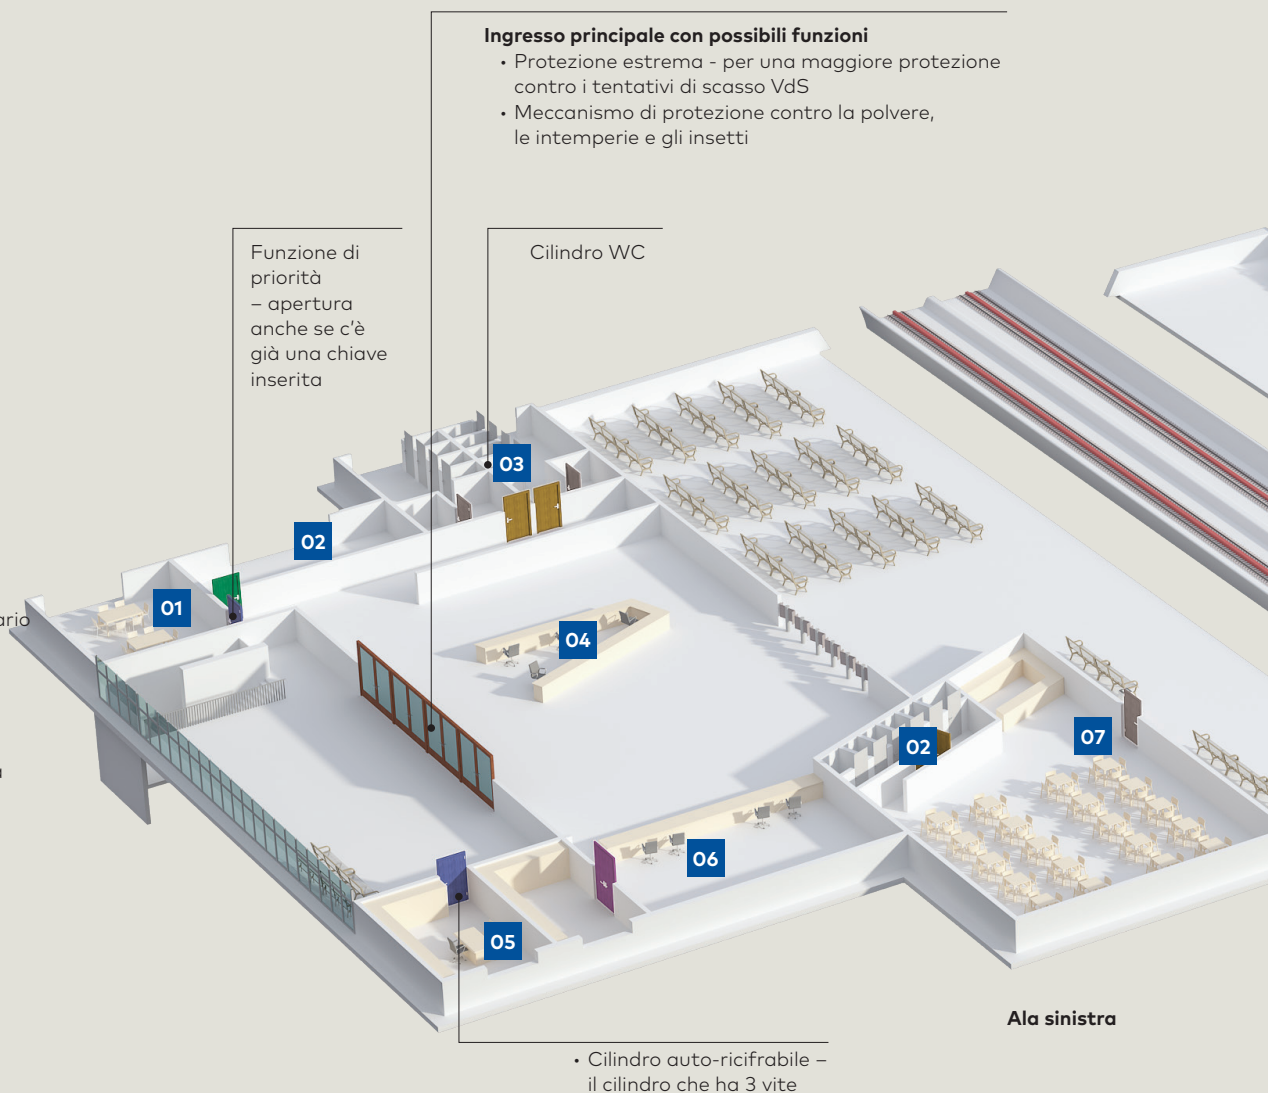 Ingresso principale con possibili funzioni
• Protezione estrema - per una maggiore protezione
contro i tentativi di scasso VdS
• Meccanismo di protezione contro la polvere,
le intemperie e gli insetti
Funzione di
priorità
– apertura
anche se c'è
già una chiave
inserita
Cilindro WC
03
02
01
ario
04
02
07
06
05
Ala sinistra
• Cilindro auto-ricifrabile –
il cilindro che ha 3 vite